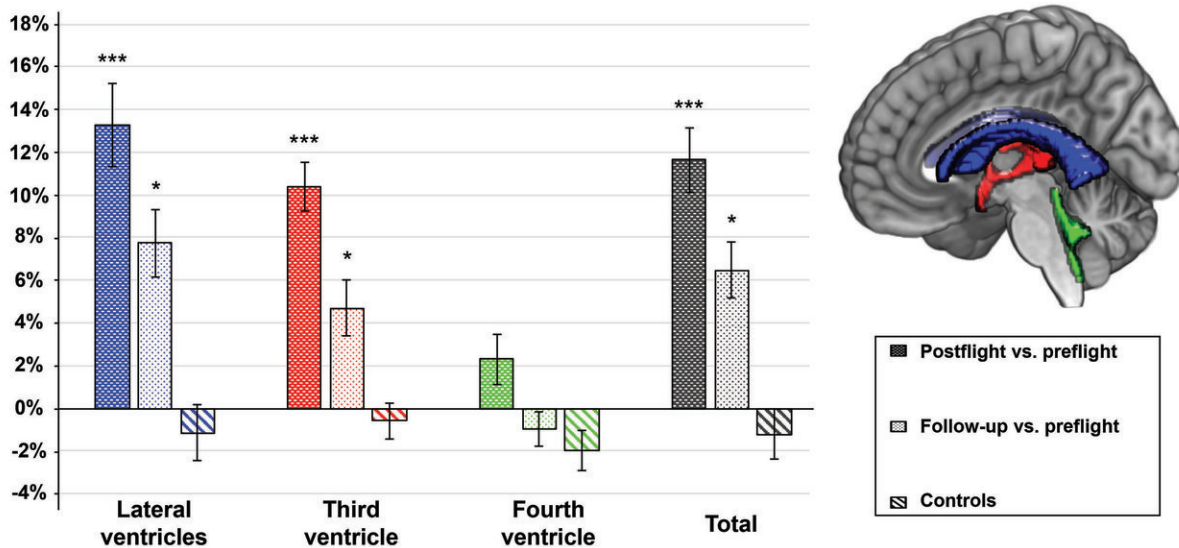 18%
16%
14%
12%
10%
8%
6%
4%
2%
0%
-2%
-4%
***
*
***
*
***
*
Lateral
ventricles
Third
ventricle
Fourth
ventricle
Total
Postflight vs. preflight
Follow-up vs. preflight
Controls